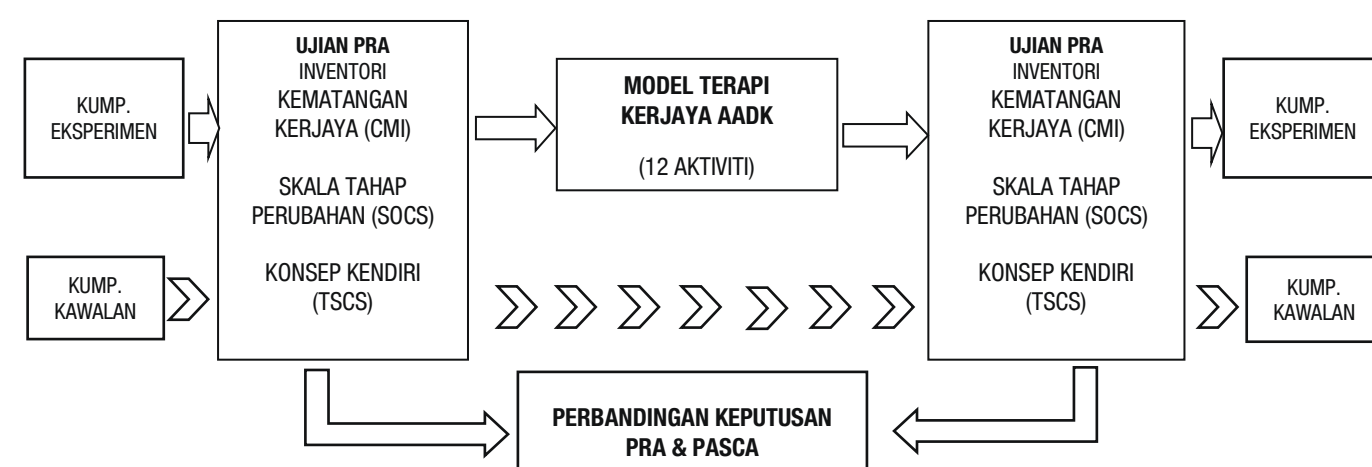 KUMP.
EKSPERIMEN
UJIAN PRA
INVENTORI
KEMATANGAN
KERJAYA (CMI)
SKALA TAHAP
PERUBAHAN (SOCS)
KONSEP KENDIRI
(TSCS)
MODEL TERAPI
KERJAYA AADK
(12 AKTIVITI)
UJIAN PRA
INVENTORI
KEMATANGAN
KERJAYA (CMI)
SKALA TAHAP
PERUBAHAN (SOCS)
KONSEP KENDIRI
(TSCS)
KUMP.
EKSPERIMEN
KUMP.
KAWALAN
KUMP.
KAWALAN
PERBANDINGAN KEPUTUSAN
PRA & PASCA